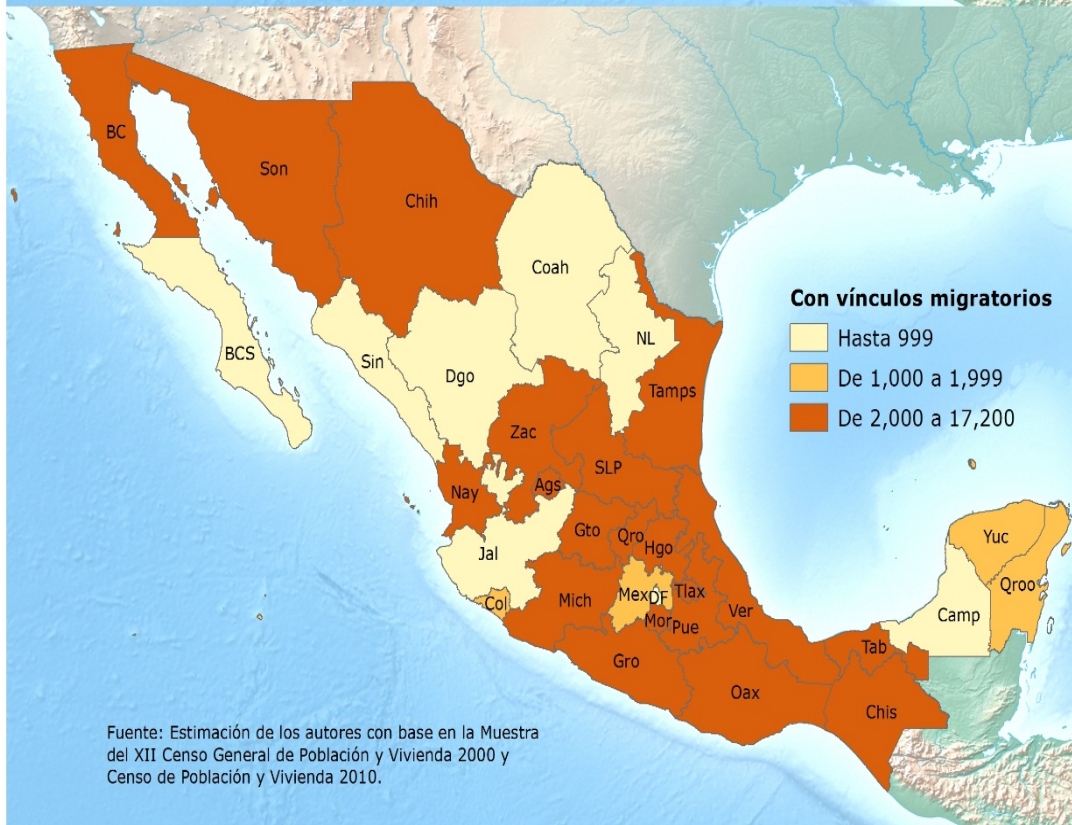 BC
Son
Chih
Coah
Con vínculos migratorios
Hasta 999
NL
BCS
Sin
Dgo
De 1,000 a 1,999
Tamps
De 2,000 a 17,200
Zac
SLP
Nay
Ags
Gto
Qro
Yuc
Hgo
Jal
Qroo
Mex
DF
Tlax
Col
Mich
Ver
Camp
Mor
Pue
Tab
Gro
Oax
Chis
Fuente: Estimación de los autores con base en la Muestra
del XII Censo General de Población y Vivienda 2000 y
Censo de Población y Vivienda 2010.